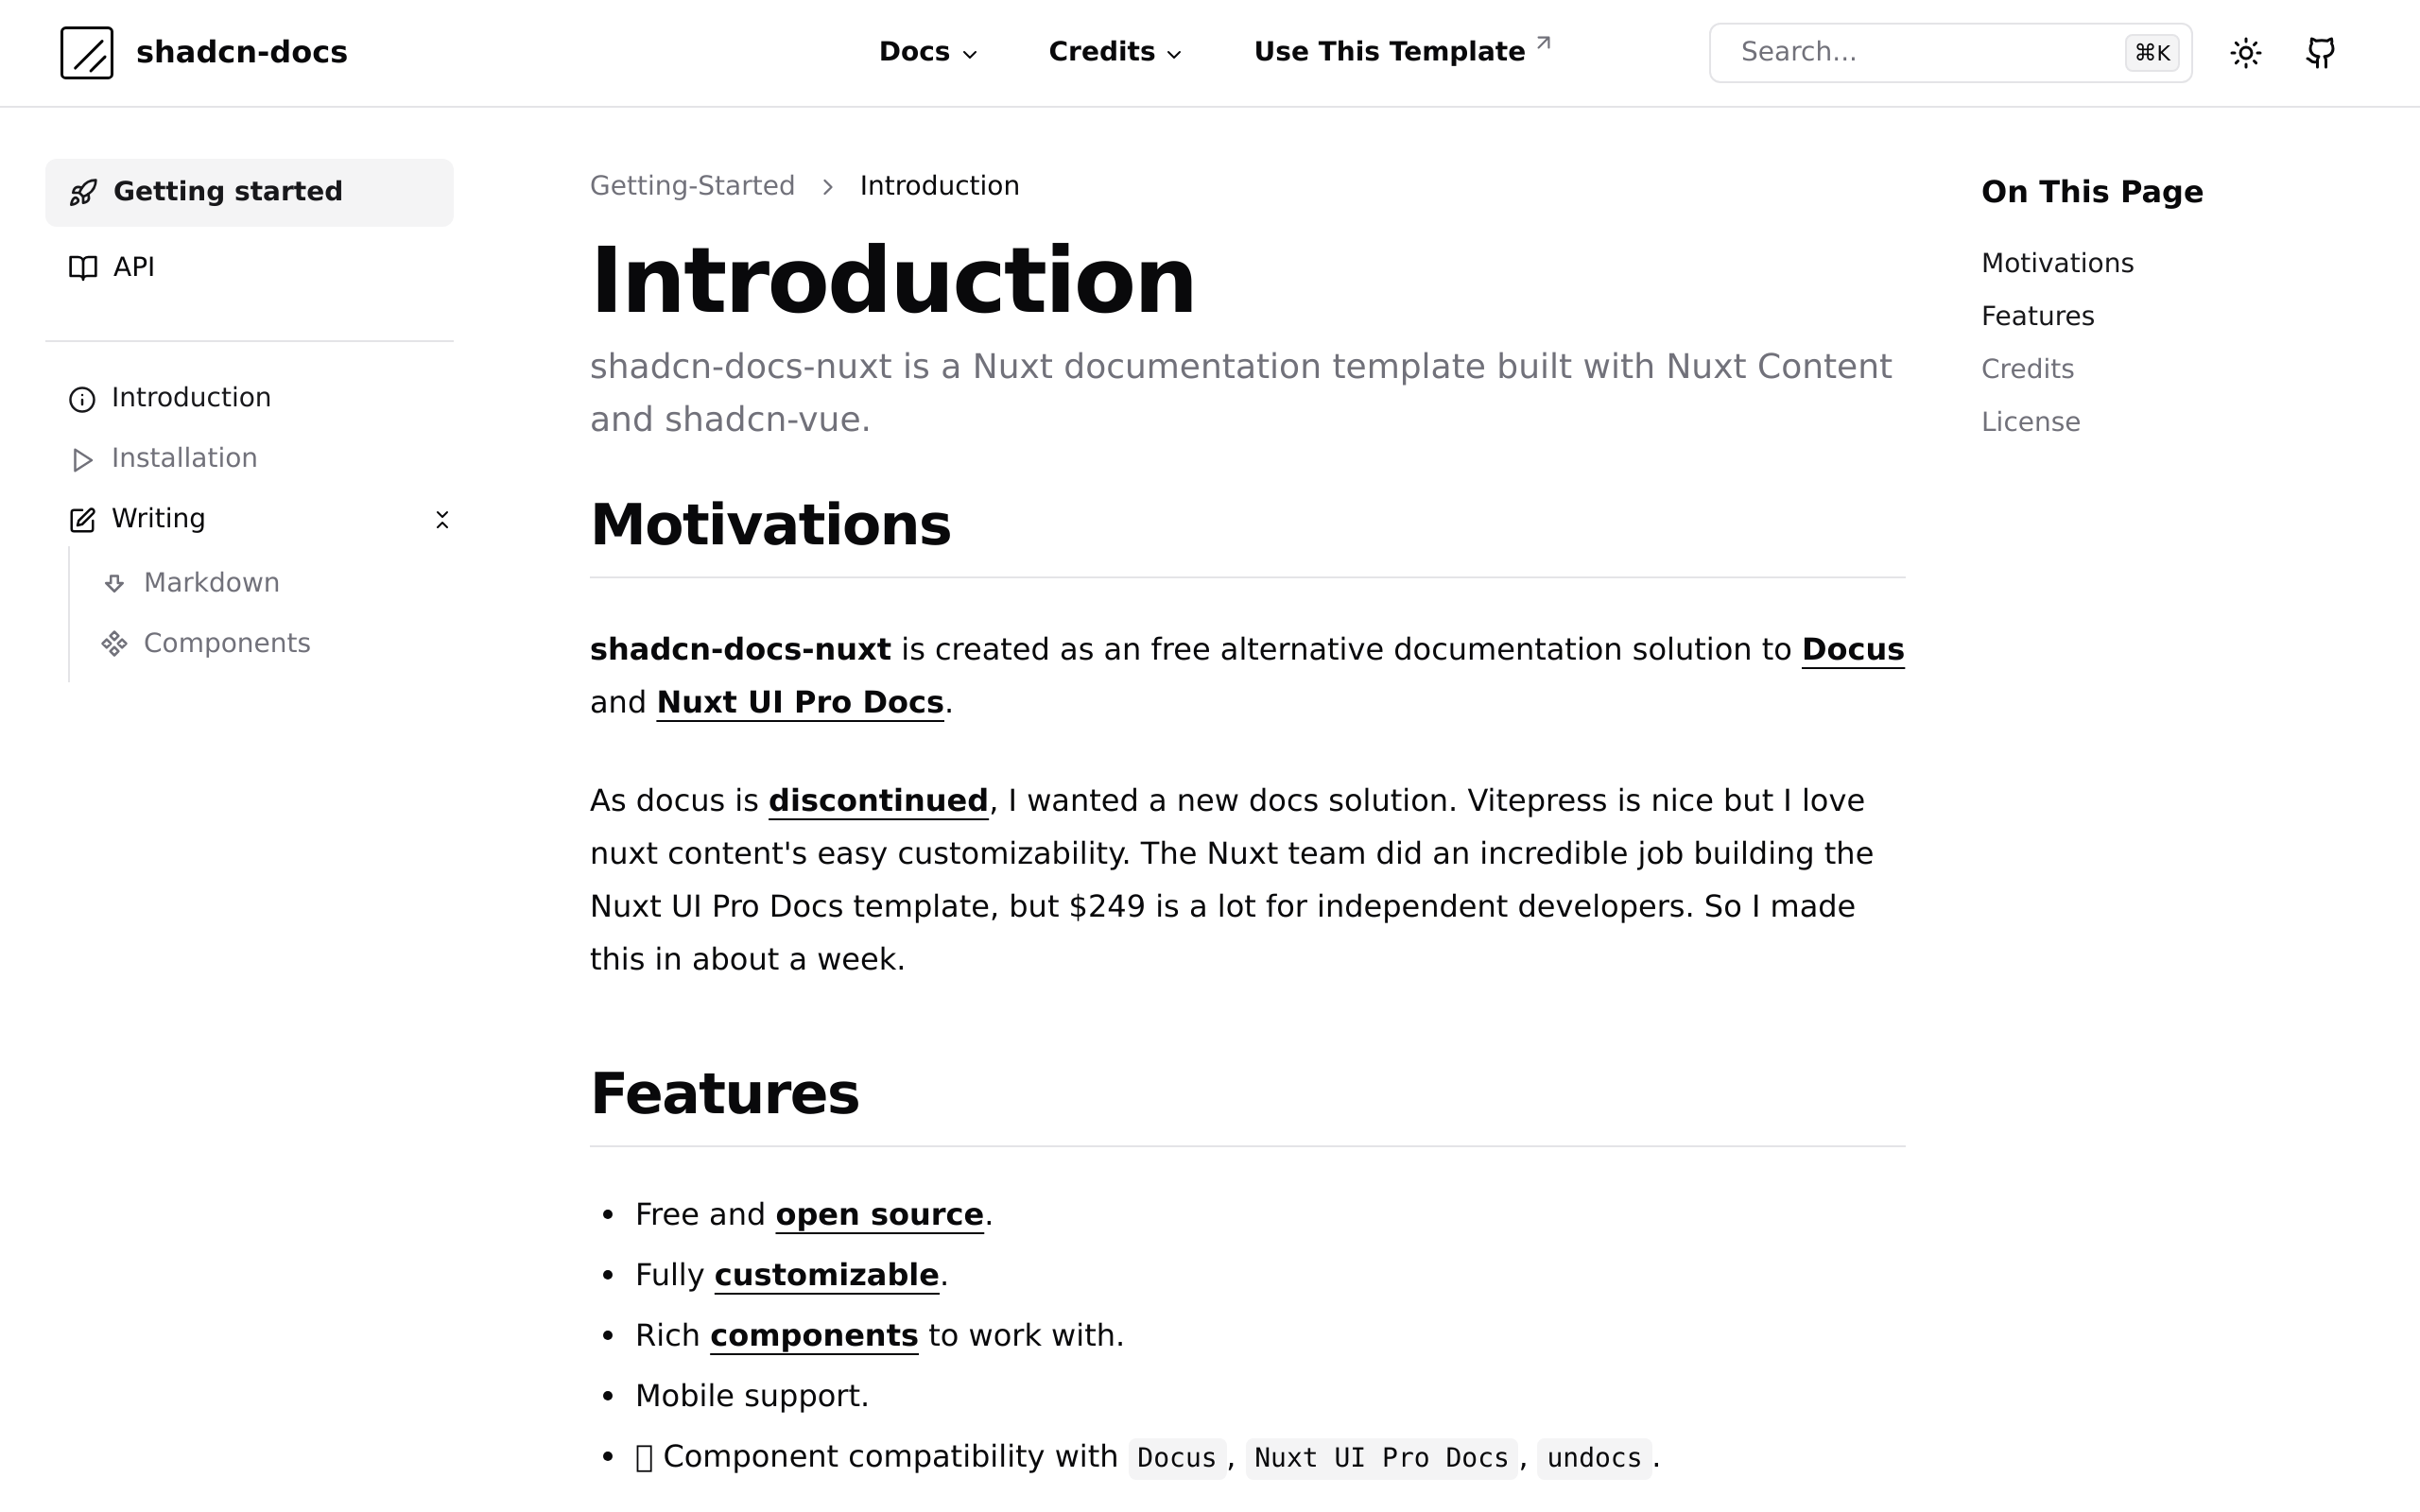 shadcn-docs
Docs
Credits
Use This Template
Search...
⌘K
Getting started
API
Introduction
Installation
Writing
Markdown
Components
Getting-Started
Introduction
Introduction
shadcn-docs-nuxt is a Nuxt documentation template built with Nuxt Content
and shadcn-vue.
Motivations
shadcn-docs-nuxt is created as an free alternative documentation solution to Docus
and Nuxt UI Pro Docs.
As docus is discontinued, I wanted a new docs solution. Vitepress is nice but I love
nuxt content's easy customizability. The Nuxt team did an incredible job building the
Nuxt UI Pro Docs template, but $249 is a lot for independent developers. So I made
this in about a week.
Features
• Free and open source.
• Fully customizable.
• Rich components to work with.
• Mobile support.
• Component compatibility with Docus, Nuxt UI Pro Docs, undocs.
On This Page
Motivations
Features
Credits
License